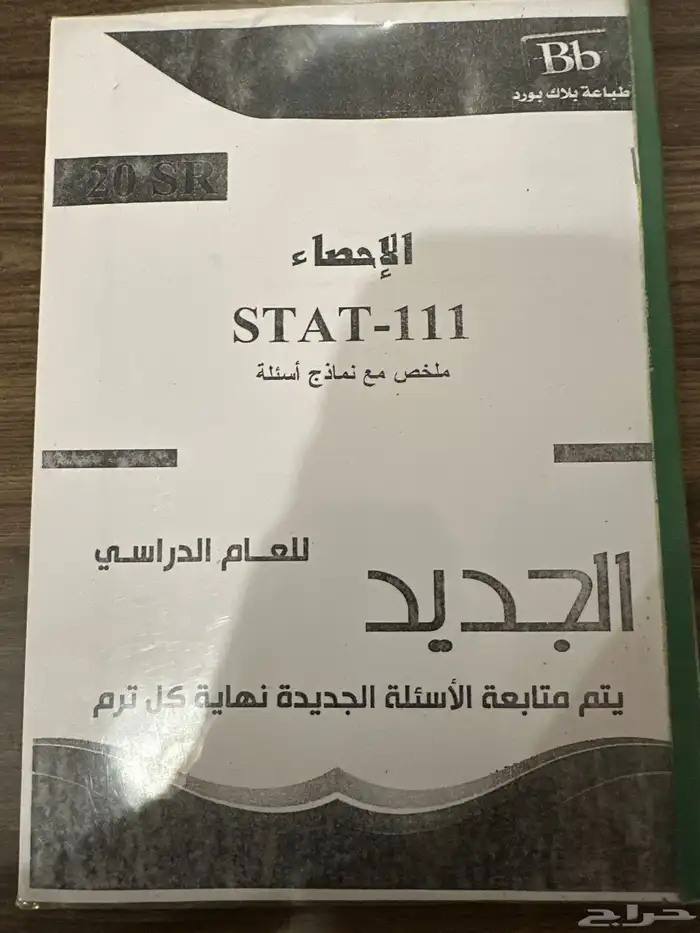 Bb
طباعة بلاك بورد
20 SR
الإحصاء
STAT-111
ملخص مع نماذج أسئلة
للعام الدراسي
الجديد
يتم متابعة الأسئلة الجديدة نهاية كل ترم
حراج